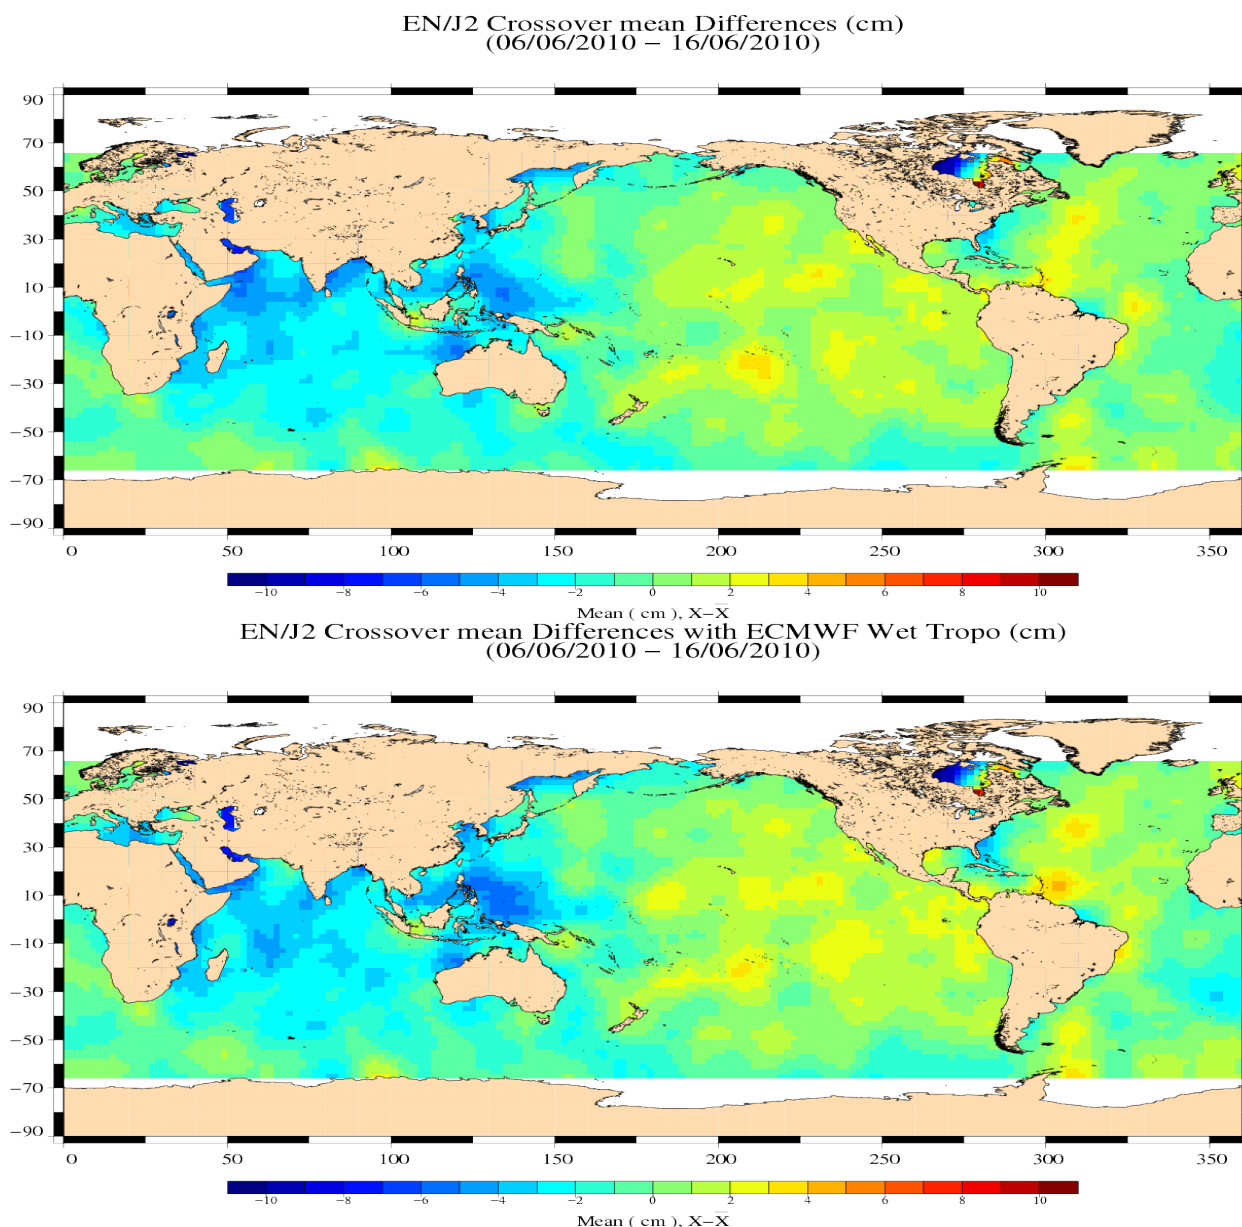 EN/J2 Crossover mean Differences (cm)
(06/06/2010 − 16/06/2010)
90
70
50
30
10
−10
−30
−50
−70
−90
0 50 100 150 200 250 300 350
−10 −8 −6 −4 −2 0 2 4 6 8 10
Mean ( cm ), X−X̄
EN/J2 Crossover mean Differences with ECMWF Wet Tropo (cm)
(06/06/2010 − 16/06/2010)
90
70
50
30
10
−10
−30
−50
−70
−90
0 50 100 150 200 250 300 350
−10 −8 −6 −4 −2 0 2 4 6 8 10
Mean ( cm ), X−X̄